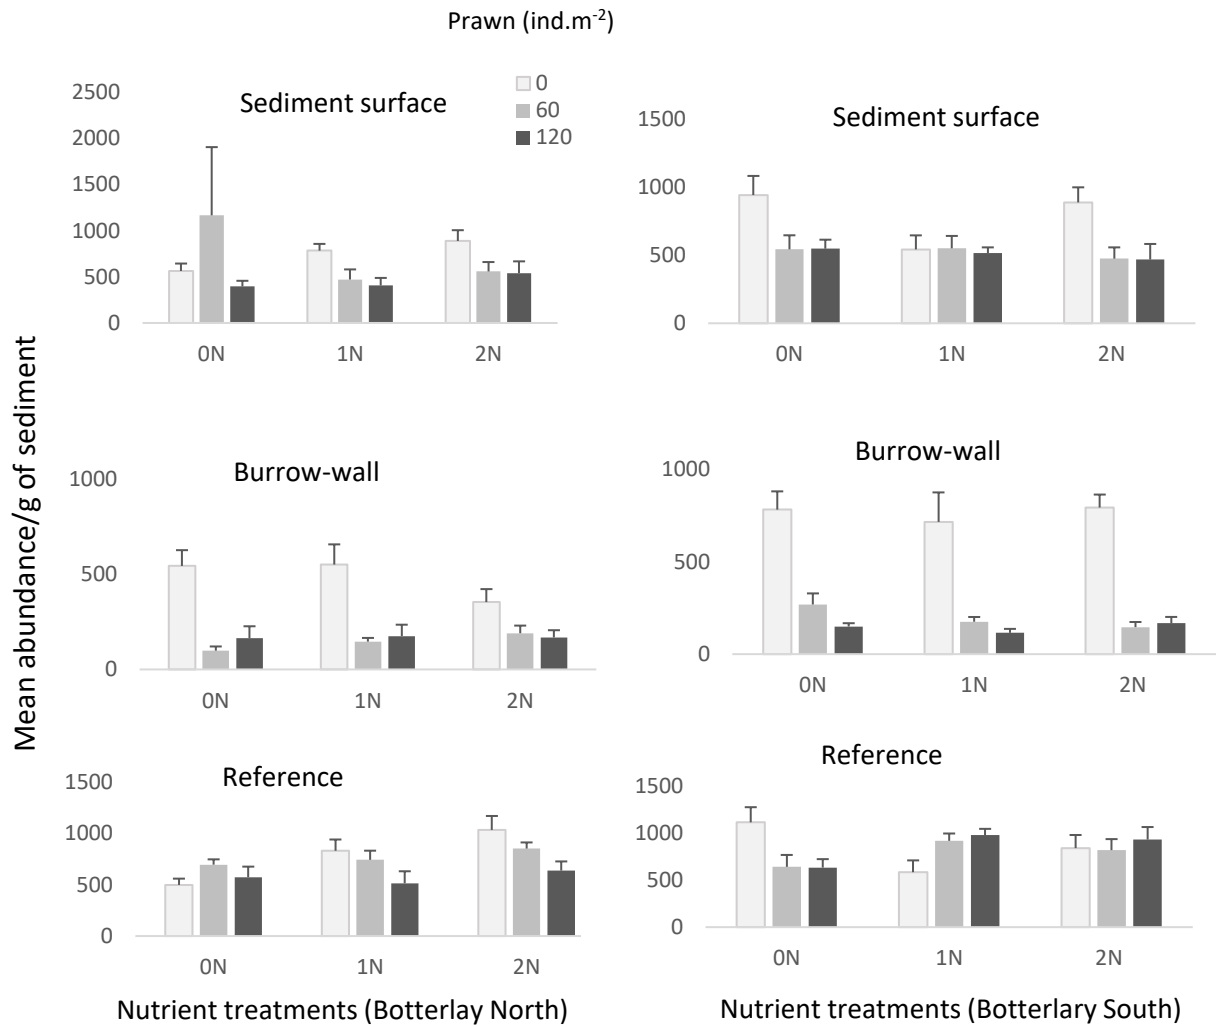 Prawn (ind.m-2)
0
60
120
Sediment surface
2500
2000
1500
1000
500
0
0N 1N 2N
Sediment surface
1500
1000
500
0
0N 1N 2N
Mean abundance/g of sediment
Burrow-wall
1000
500
0
0N 1N 2N
Burrow-wall
1000
500
0
0N 1N 2N
Reference
1500
1000
500
0
0N 1N 2N
Nutrient treatments (Botterlay North)
Reference
1500
1000
500
0
0N 1N 2N
Nutrient treatments (Botterlary South)